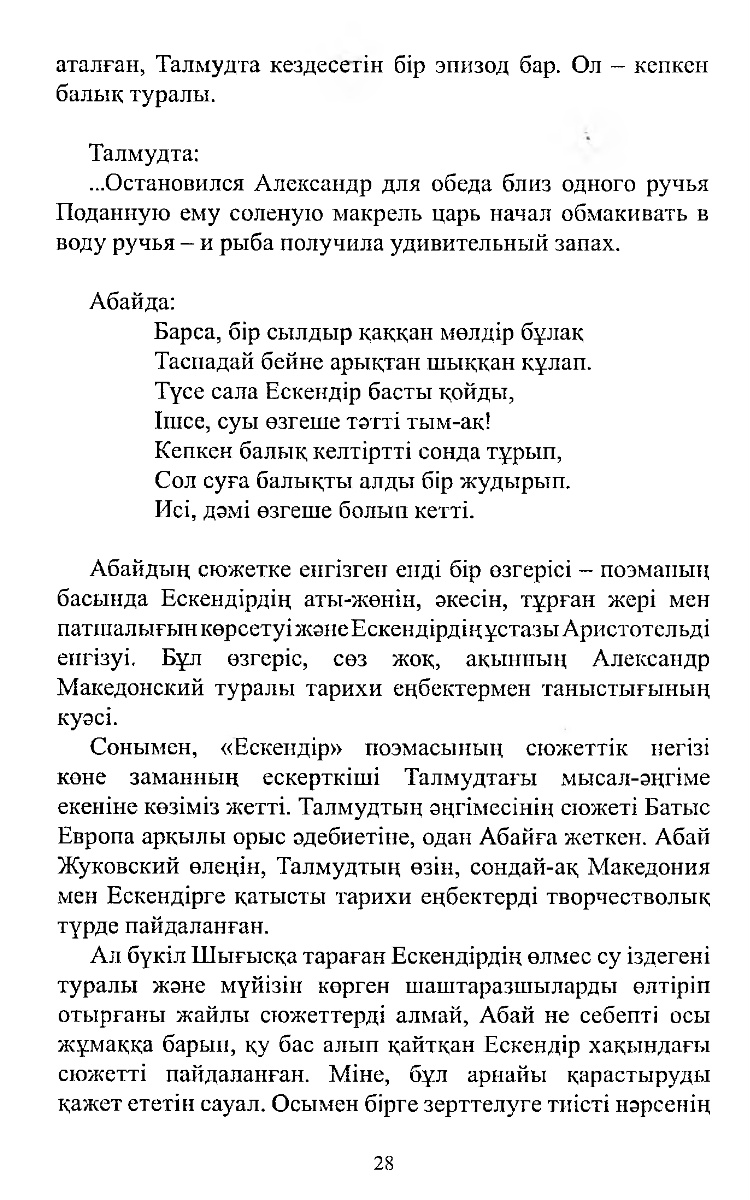 аталған, Талмудта кездесетін бір эпизод бар. Ол – кепкен
балық туралы.
Талмудта:
...Остановился Александр для обеда близ одного ручья
Поданную ему соленую макрель царь начал обмакивать в
воду ручья – и рыба получила удивительный запах.
Абайда:
Барса, бір сылдыр қаққан мөлдір бұлақ
Таспадай бейне арықтан шыққан құлап.
Түсе сала Ескендір басты қойды,
Ішсе, суы өзгеше тәтті тым-ақ!
Кепкен балық келтіртті сонда тұрып,
Сол суға балықты алды бір жудырып.
Исі, дәмі өзгеше болып кетті.
Абайдың сюжетке енгізген енді бір өзгерісі – поэманың
басында Ескендірдің аты-жөнін, әкесін, тұрған жері мен
патшалығын көрсетуі және Ескендірдің ұстазы Аристотельді
енгізуі. Бұл өзгеріс, сөз жоқ, ақынның Александр
Македонский туралы тарихи еңбектермен таныстығының
куәсі.
Сонымен, «Ескендір» поэмасының сюжеттік негізі
көне заманның ескерткіші Талмудтағы мысал-әңгіме
екеніне көзіміз жетті. Талмудтың әңгімесінің сюжеті Батыс
Европа арқылы орыс әдебиетіне, одан Абайға жеткен. Абай
Жуковский өлеңін, Талмудтың өзін, сондай-ақ Македония
мен Ескендірге қатысты тарихи еңбектерді творчестволық
түрде пайдаланған.
Ал бүкіл Шығысқа тараған Ескендірдің өлмес су іздегені
туралы және мүйізін көрген шаштаразшыларды өлтіріп
отырғаны жайлы сюжеттерді алмай, Абай не себепті осы
жұмаққа барып, қу бас алып қайтқан Ескендір хақындағы
сюжетті пайдаланған. Міне, бұл арнайы қарастыруды
қажет ететін сауал. Осымен бірге зерттелуге тиісті нәрсенің
28